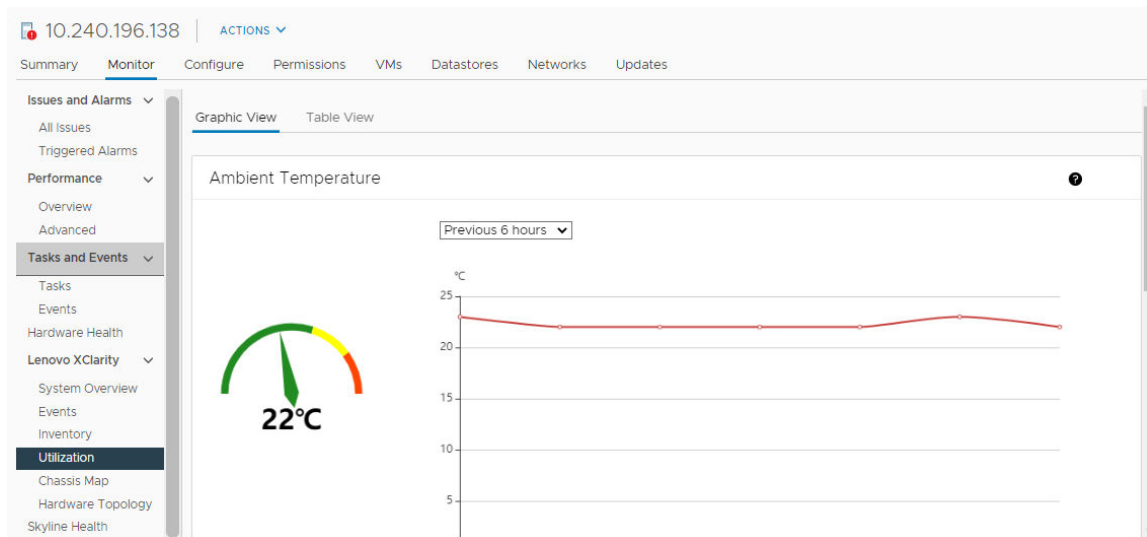 10.240.196.138 ACTIONS
Summary Monitor Configure Permissions VMs Datastores Networks Updates
Issues and Alarms
All Issues
Triggered Alarms
Performance
Overview
Advanced
Tasks and Events
Tasks
Events
Hardware Health
Lenovo XClarity
System Overview
Events
Inventory
Utilization
Chassis Map
Hardware Topology
Skyline Health
Graphic View Table View
Ambient Temperature
Previous 6 hours
22°C
°C
25
20
15
10
5